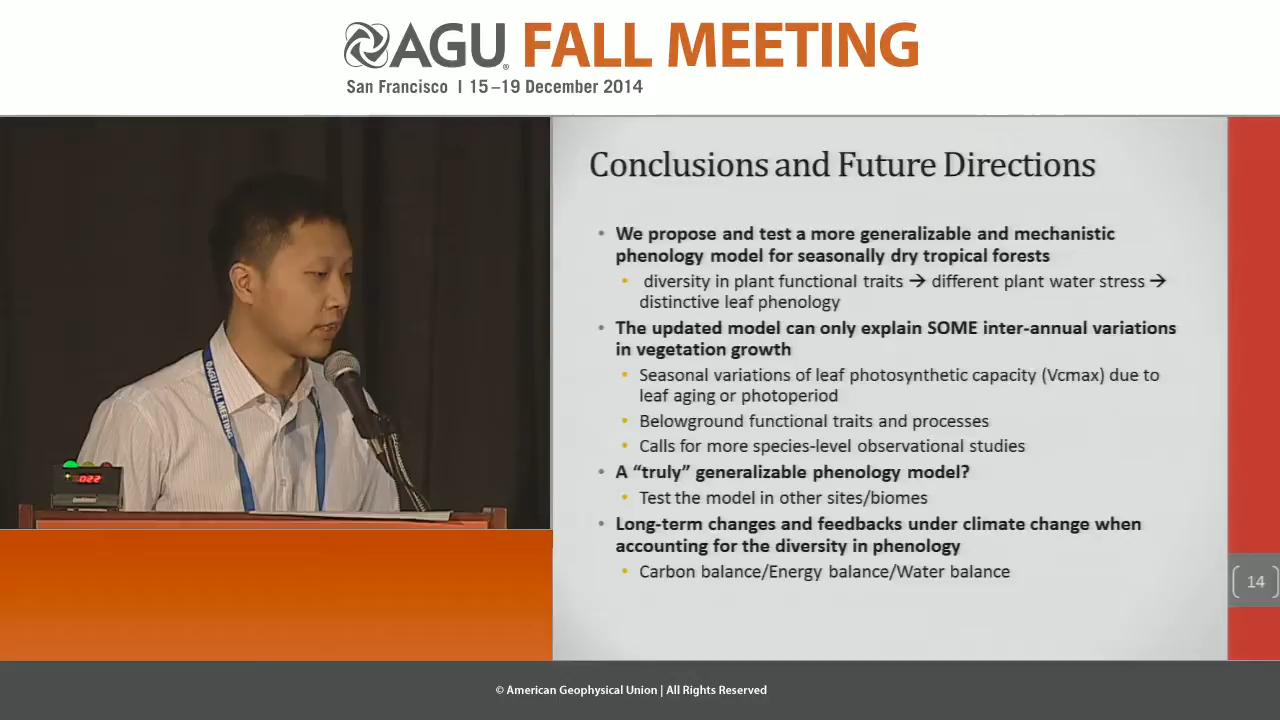 AGU FALL MEETING
San Francisco | 15–19 December 2014
Conclusions and Future Directions
• We propose and test a more generalizable and mechanistic
phenology model for seasonally dry tropical forests
• diversity in plant functional traits → different plant water stress →
distinctive leaf phenology
• The updated model can only explain SOME inter-annual variations
in vegetation growth
• Seasonal variations of leaf photosynthetic capacity (Vcmax) due to
leaf aging or photoperiod
• Belowground functional traits and processes
• Calls for more species-level observational studies
• A “truly” generalizable phenology model?
• Test the model in other sites/biomes
• Long-term changes and feedbacks under climate change when
accounting for the diversity in phenology
• Carbon balance/Energy balance/Water balance
14
AGU FALL MEETING
022
© American Geophysical Union | All Rights Reserved